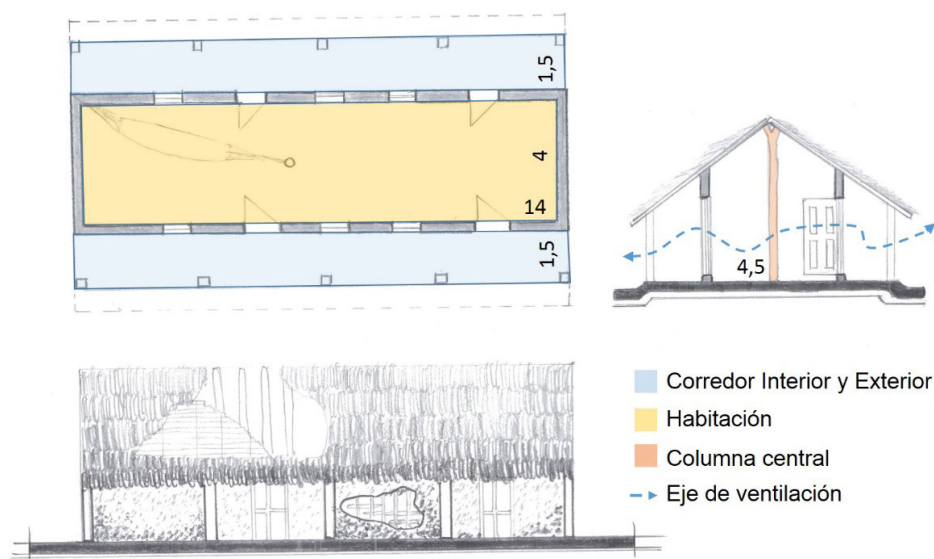 1,5
4
14
1,5
4,5
Corredor Interior y Exterior
Habitación
Columna central
Eje de ventilación